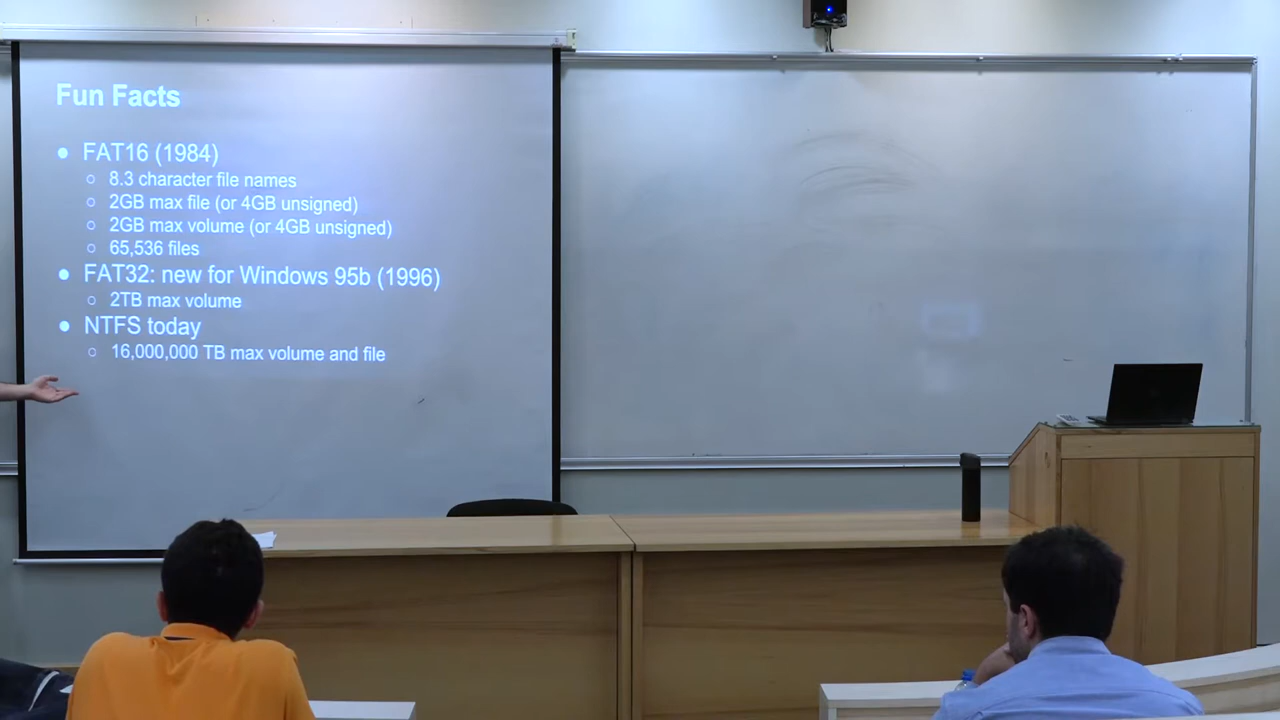 Fun Facts
● FAT16 (1984)
○ 8.3 character file names
○ 2GB max file (or 4GB unsigned)
○ 2GB max volume (or 4GB unsigned)
○ 65,536 files
● FAT32: new for Windows 95b (1996)
○ 2TB max volume
● NTFS today
○ 16,000,000 TB max volume and file